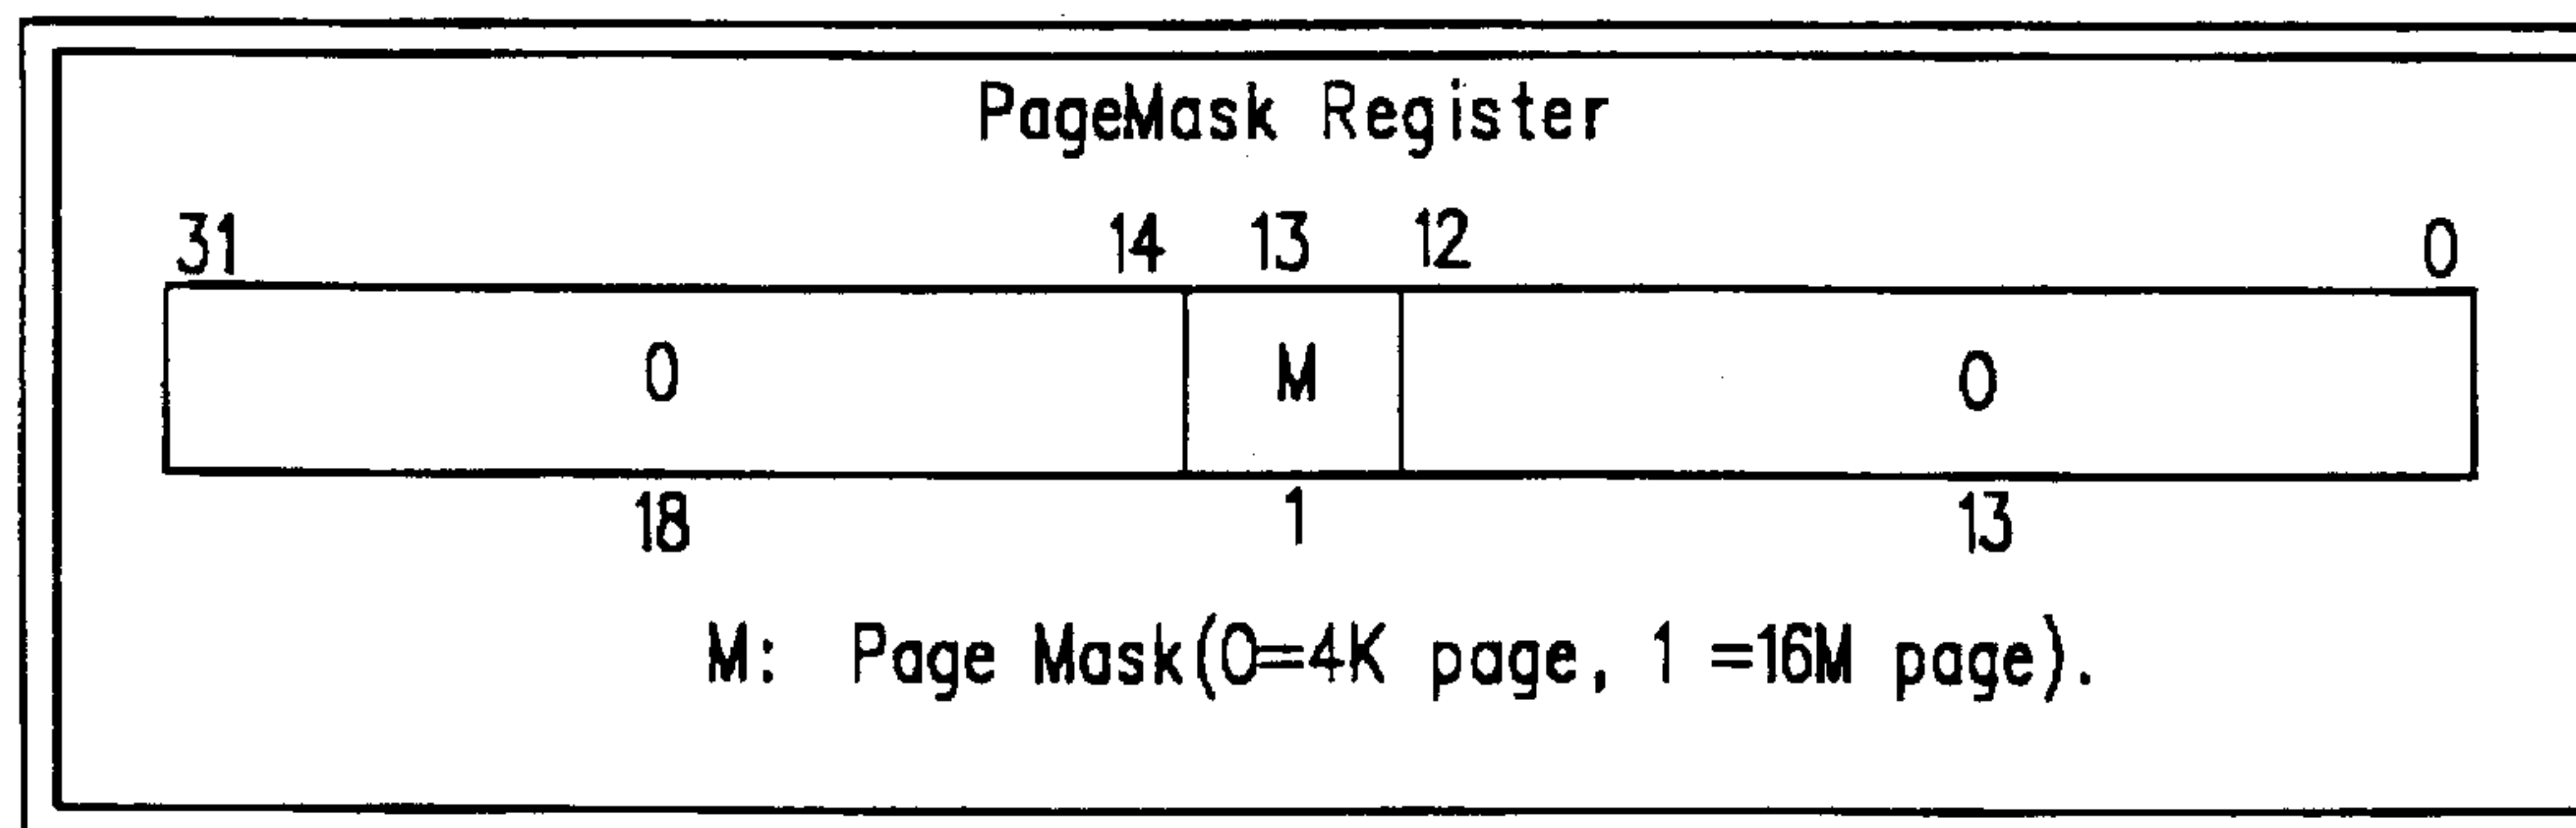 PageMask Register
31 14 13 12 0
0 M 0
18 1 13
M: Page Mask(0=4K page, 1 =16M page).